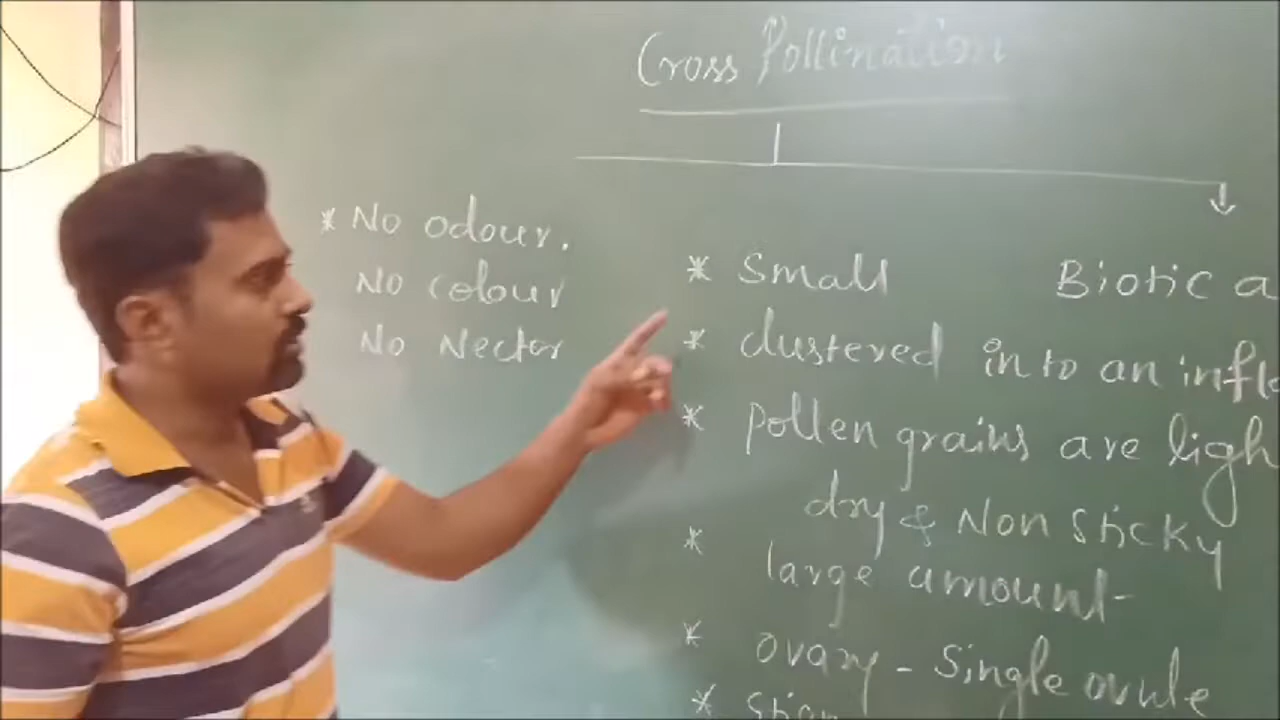 Cross Pollination
* No odour.
No colour
No Nector
* Small
Biotic a
* clustered into an infl
* pollen grains are ligh
dry & Non sticky
* large amount-
* ovary - Single ovule
*